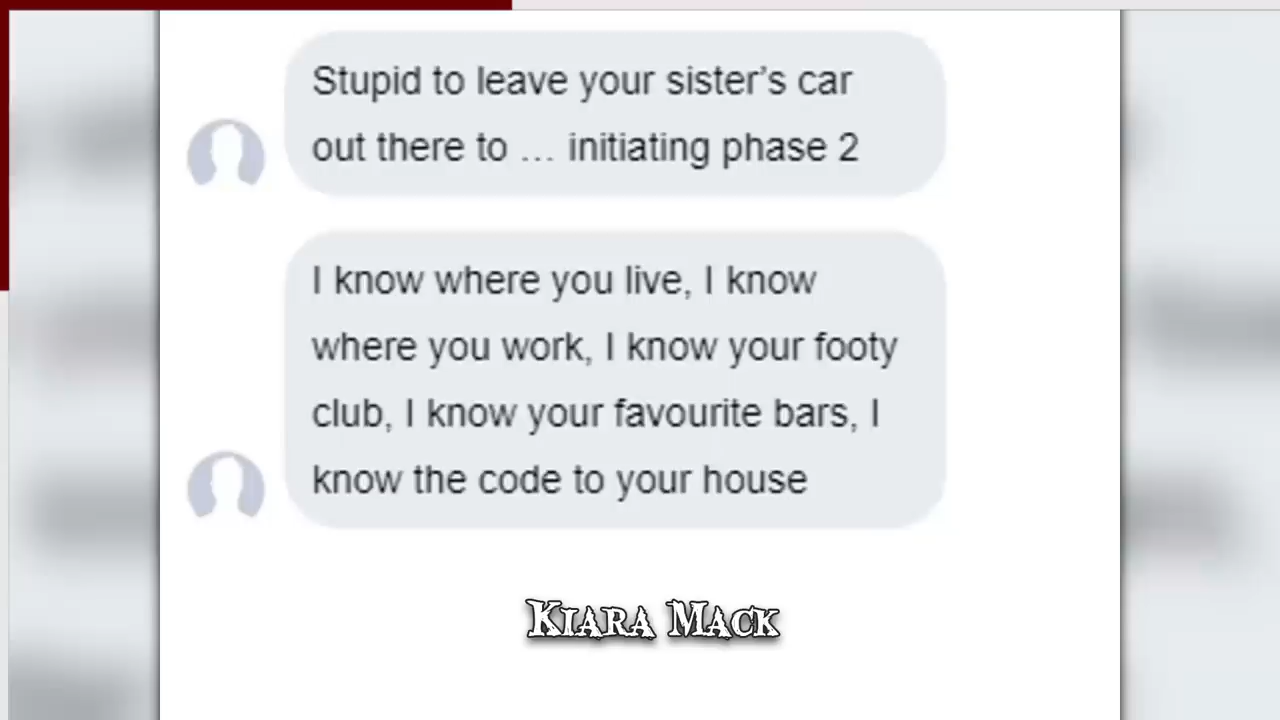 Stupid to leave your sister’s car
out there to ... initiating phase 2
I know where you live, I know
where you work, I know your footy
club, I know your favourite bars, I
know the code to your house
Kiara Mack